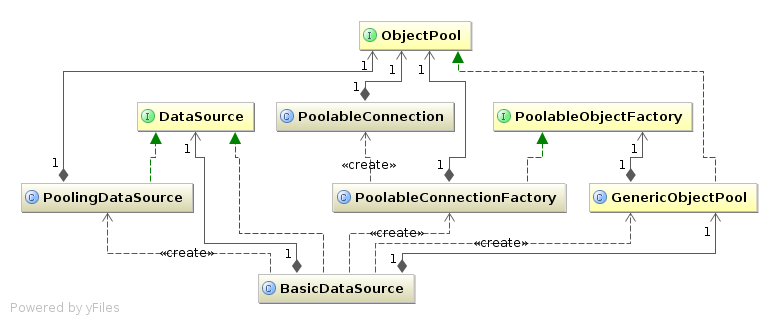 I ObjectPool
1 1 1
1
I DataSource
C PoolableConnection
I PoolableObjectFactory
1 1
«create»
1 1 1
C PoolingDataSource
C PoolableConnectionFactory
C GenericObjectPool
«create» 1
«create»
«create» 1 1
C BasicDataSource
Powered by yFiles